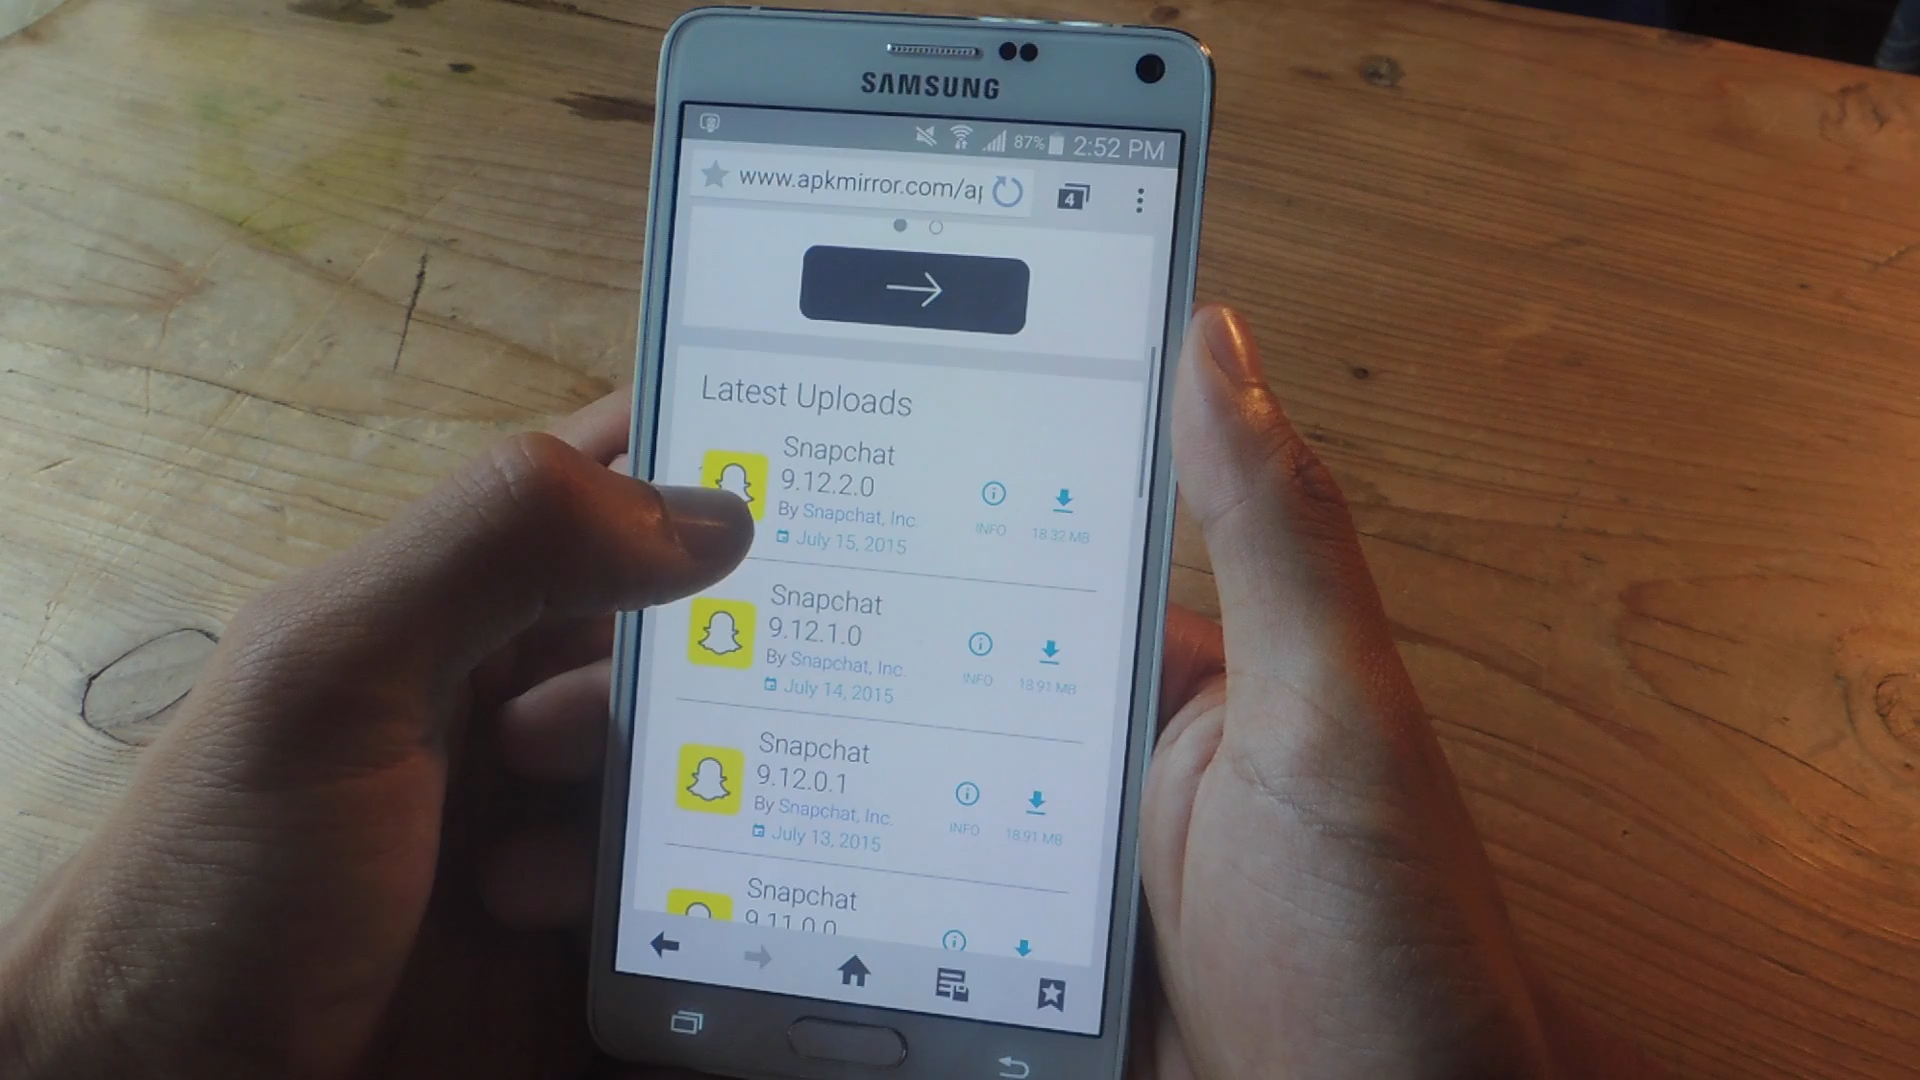 SAMSUNG
87% 2:52 PM
www.apkmirror.com/ap
4
Latest Uploads
Snapchat
9.12.2.0
By Snapchat, Inc.
July 15, 2015
INFO
18.32 MB
Snapchat
9.12.1.0
By Snapchat, Inc.
July 14, 2015
INFO
18.91 MB
Snapchat
9.12.0.1
By Snapchat, Inc.
July 13, 2015
INFO
18.91 MB
Snapchat
9.11.0.0